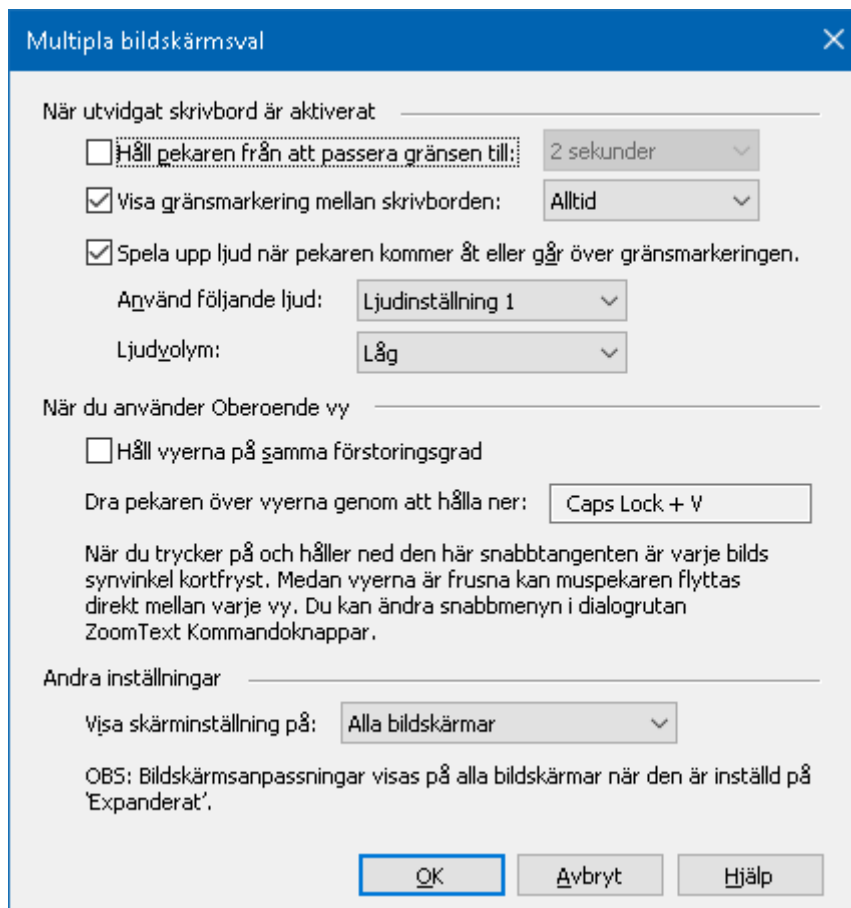 Multipla bildskärmsval
När utvidgat skrivbord är aktiverat
Håll pekaren från att passera gränsen till: 2 sekunder
Visa gränsmarkering mellan skrivborden: Alltid
Spela upp ljud när pekaren kommer åt eller går över gränsmarkeringen.
Använd följande ljud: Ljudinställning 1
Ljudvolym: Låg
När du använder Oberoende vy
Håll vyerna på samma förstoringsgrad
Dra pekaren över vyerna genom att hålla ner: Caps Lock + V
När du trycker på och håller ned den här snabbtangenten är varje bilds
synvinkel kortfryst. Medan vyerna är frusna kan muspekaren flyttas
direkt mellan varje vy. Du kan ändra snabbmenyn i dialogrutan
ZoomText Kommandoknappar.
Andra inställningar
Visa skärminställning på: Alla bildskärmar
OBS: Bildskärmsanpassningar visas på alla bildskärmar när den är inställd på
'Expanderat'.
OK Avbryt Hjälp